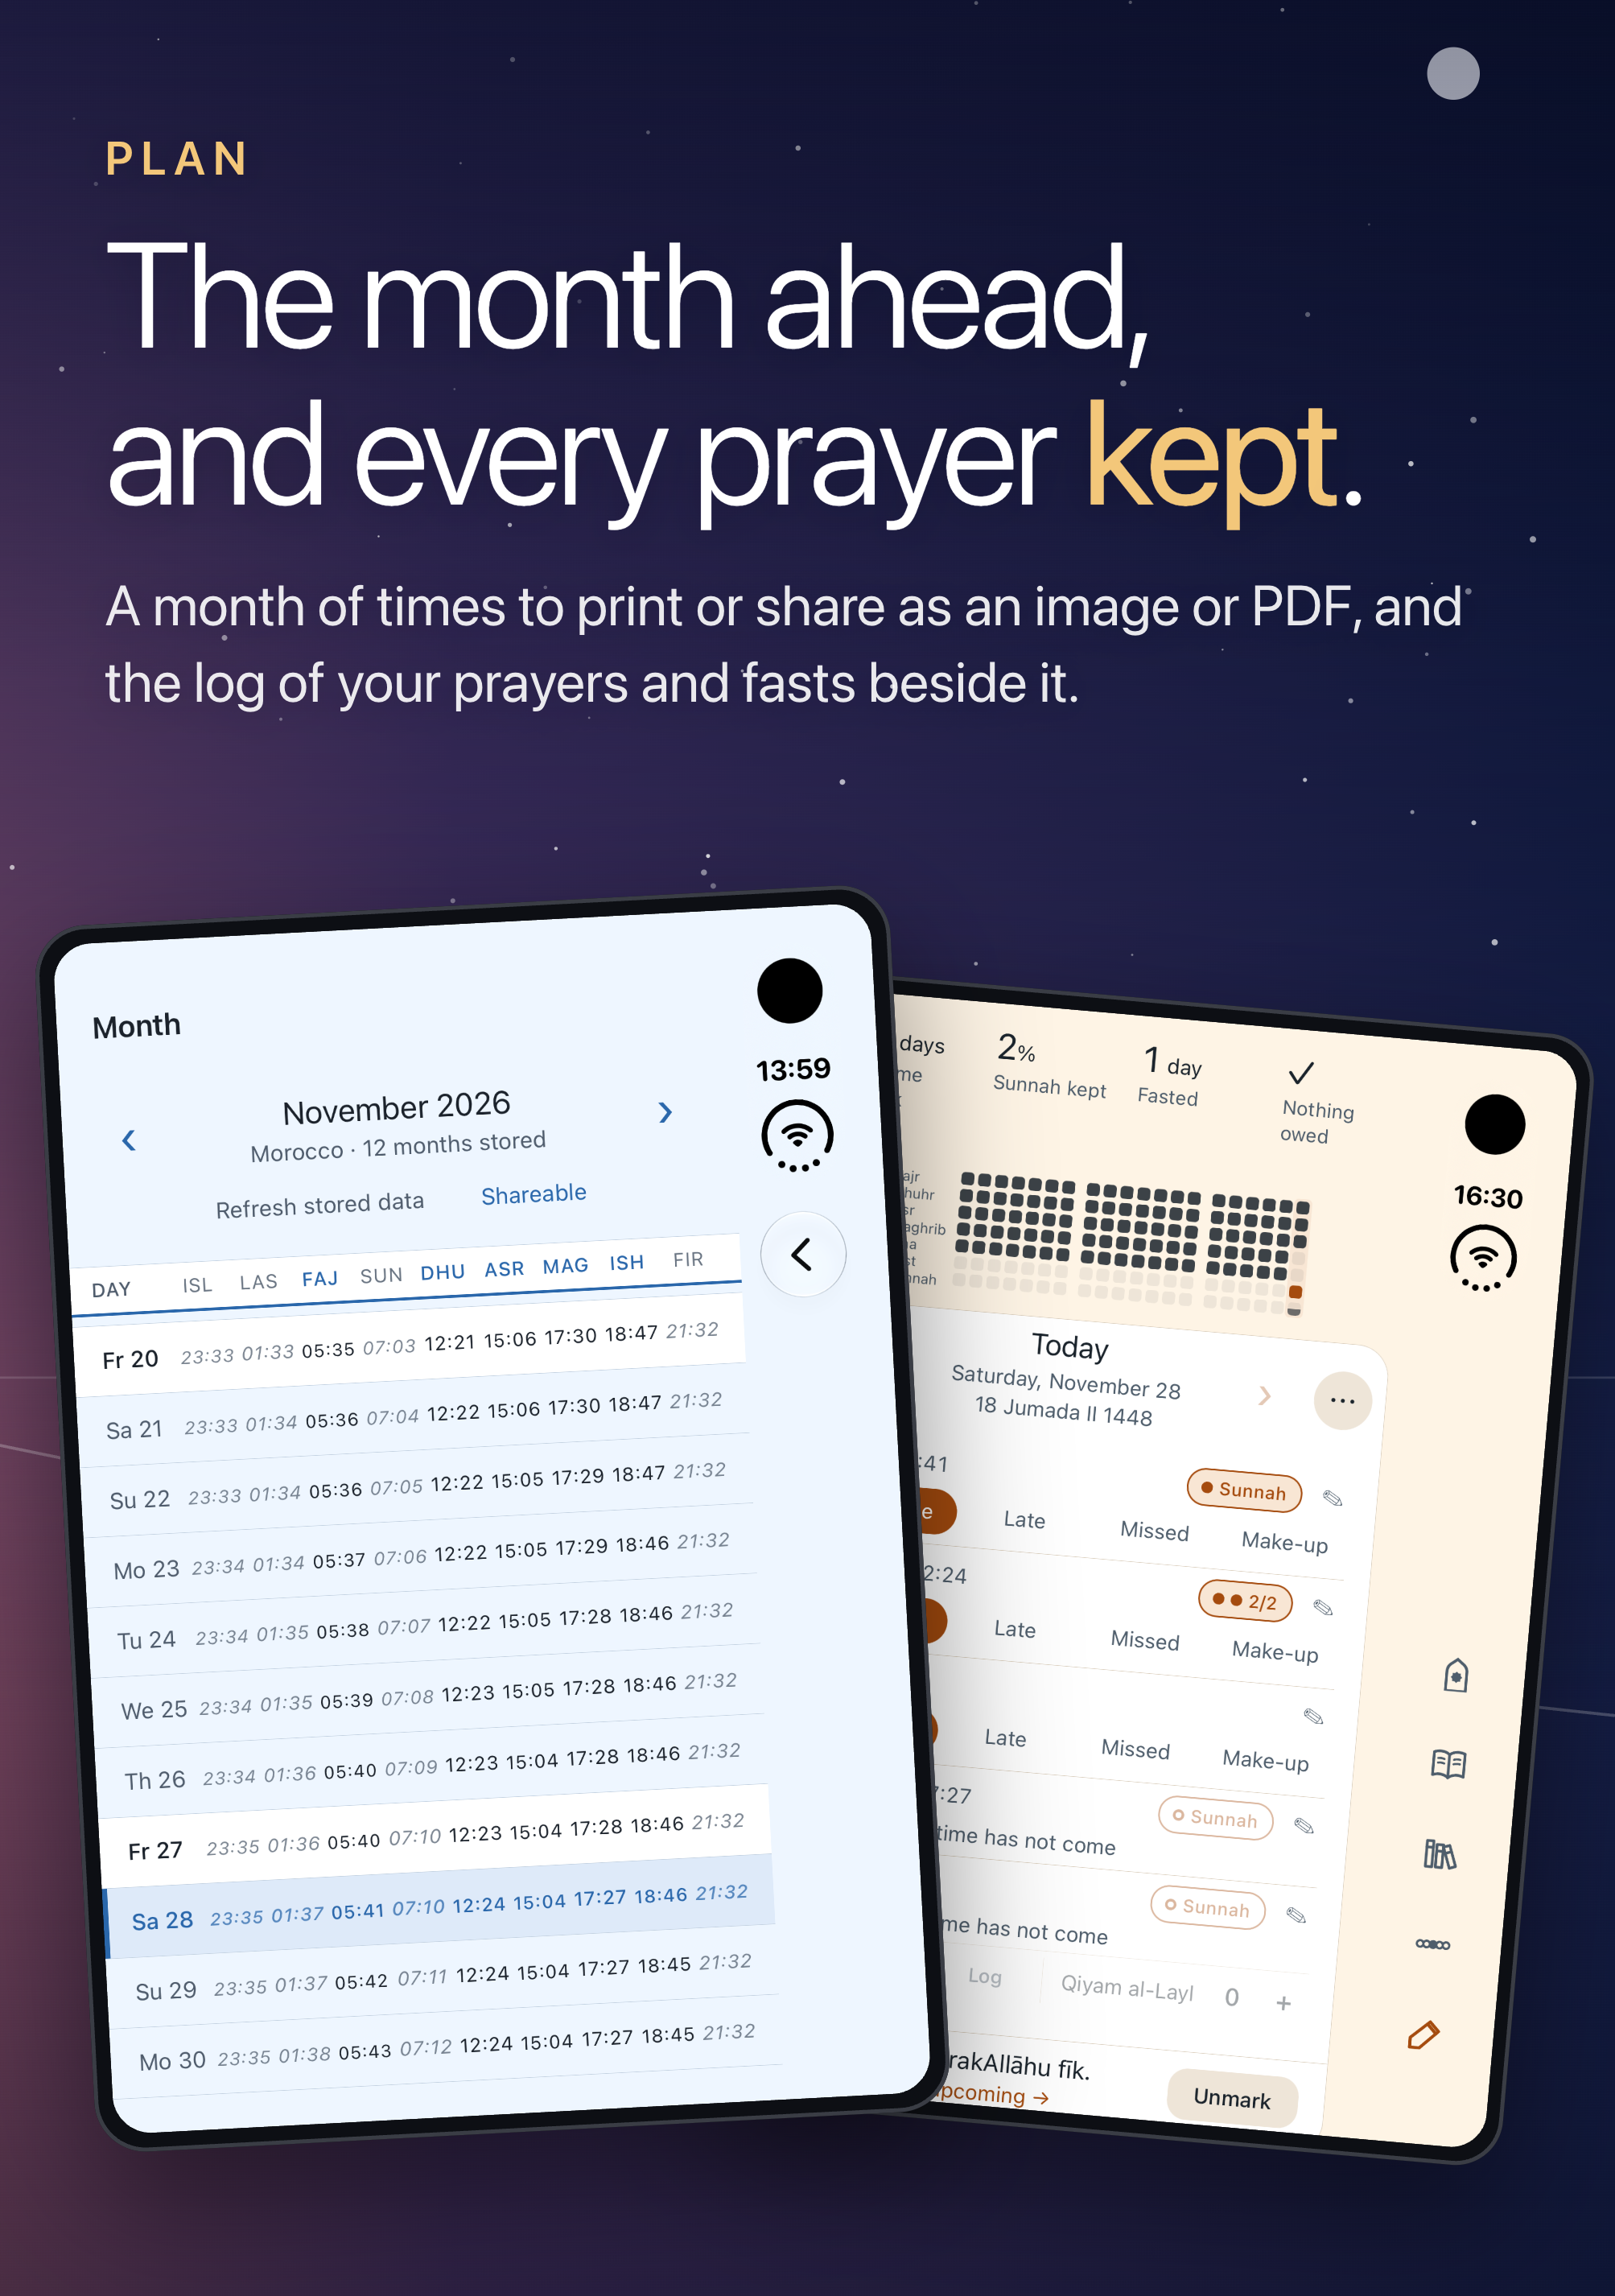 PLAN
The month ahead,
and every prayer kept.
A month of times to print or share as an image or PDF, and
the log of your prayers and fasts beside it.
Month
13:59
November 2026
Morocco · 12 months stored
Refresh stored data Shareable
DAY ISL LAS FAJ SUN DHU ASR MAG ISH FIR
Fr 20 23:33 01:33 05:35 07:03 12:21 15:06 17:30 18:47 21:32
Sa 21 23:33 01:34 05:36 07:04 12:22 15:06 17:30 18:47 21:32
Su 22 23:33 01:34 05:36 07:05 12:22 15:05 17:29 18:47 21:32
Mo 23 23:34 01:34 05:37 07:06 12:22 15:05 17:29 18:46 21:32
Tu 24 23:34 01:35 05:38 07:07 12:22 15:05 17:28 18:46 21:32
We 25 23:34 01:35 05:39 07:08 12:23 15:05 17:28 18:46 21:32
Th 26 23:34 01:36 05:40 07:09 12:23 15:04 17:28 18:46 21:32
Fr 27 23:35 01:36 05:40 07:10 12:23 15:04 17:28 18:46 21:32
Sa 28 23:35 01:37 05:41 07:10 12:24 15:04 17:27 18:46 21:32
Su 29 23:35 01:37 05:42 07:11 12:24 15:04 17:27 18:45 21:32
Mo 30 23:35 01:38 05:43 07:12 12:24 15:04 17:27 18:45 21:32
days 2% 1 day ✓
Sunnah kept Fasted Nothing
owed
16:30
Today
Saturday, November 28
18 Jumada II 1448
:41 Sunnah
Late Missed Make-up
2:24 2/2
Late Missed Make-up
Late Missed Make-up
7:27 Sunnah
time has not come
Sunnah
me has not come
Log Qiyam al-Layl 0 +
rakAllāhu fīk.
pcoming → Unmark